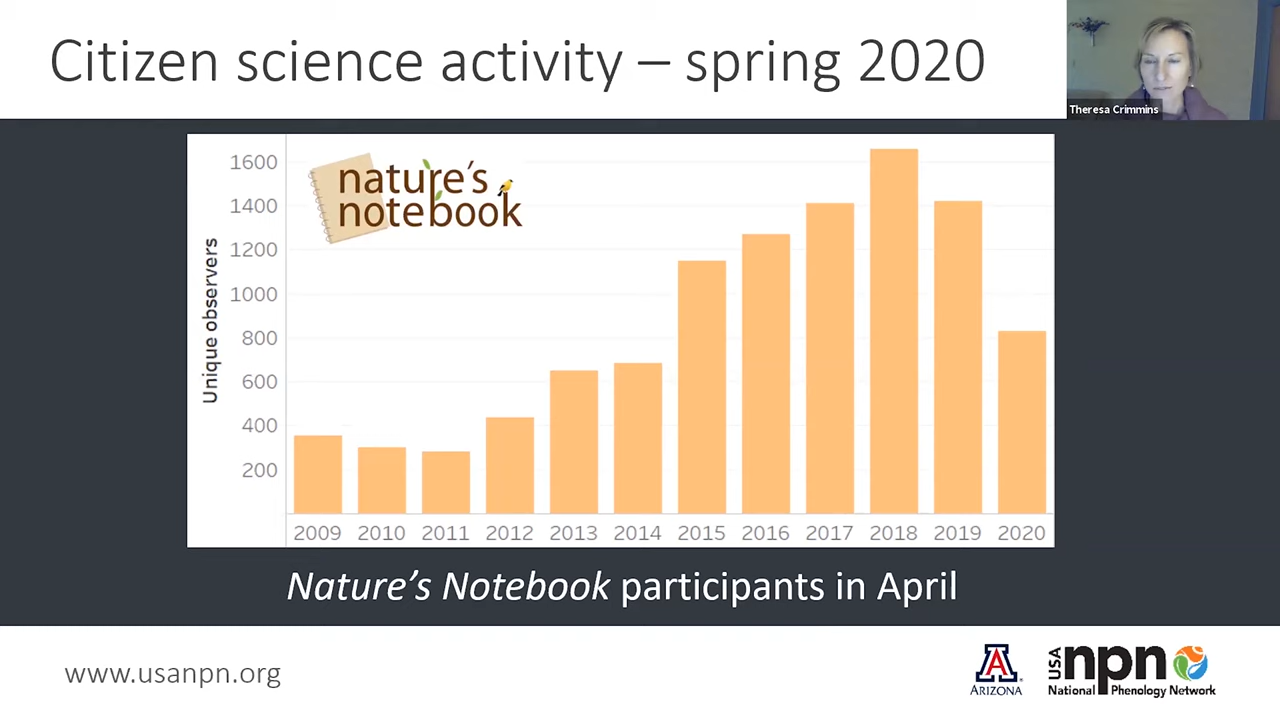 Citizen science activity – spring 2020
Theresa Crimmins
nature's
notebook
Unique observers
1600
1400
1200
1000
800
600
400
200
2009 2010 2011 2012 2013 2014 2015 2016 2017 2018 2019 2020
Nature's Notebook participants in April
www.usanpn.org
A
ARIZONA
USA npn
National Phenology Network